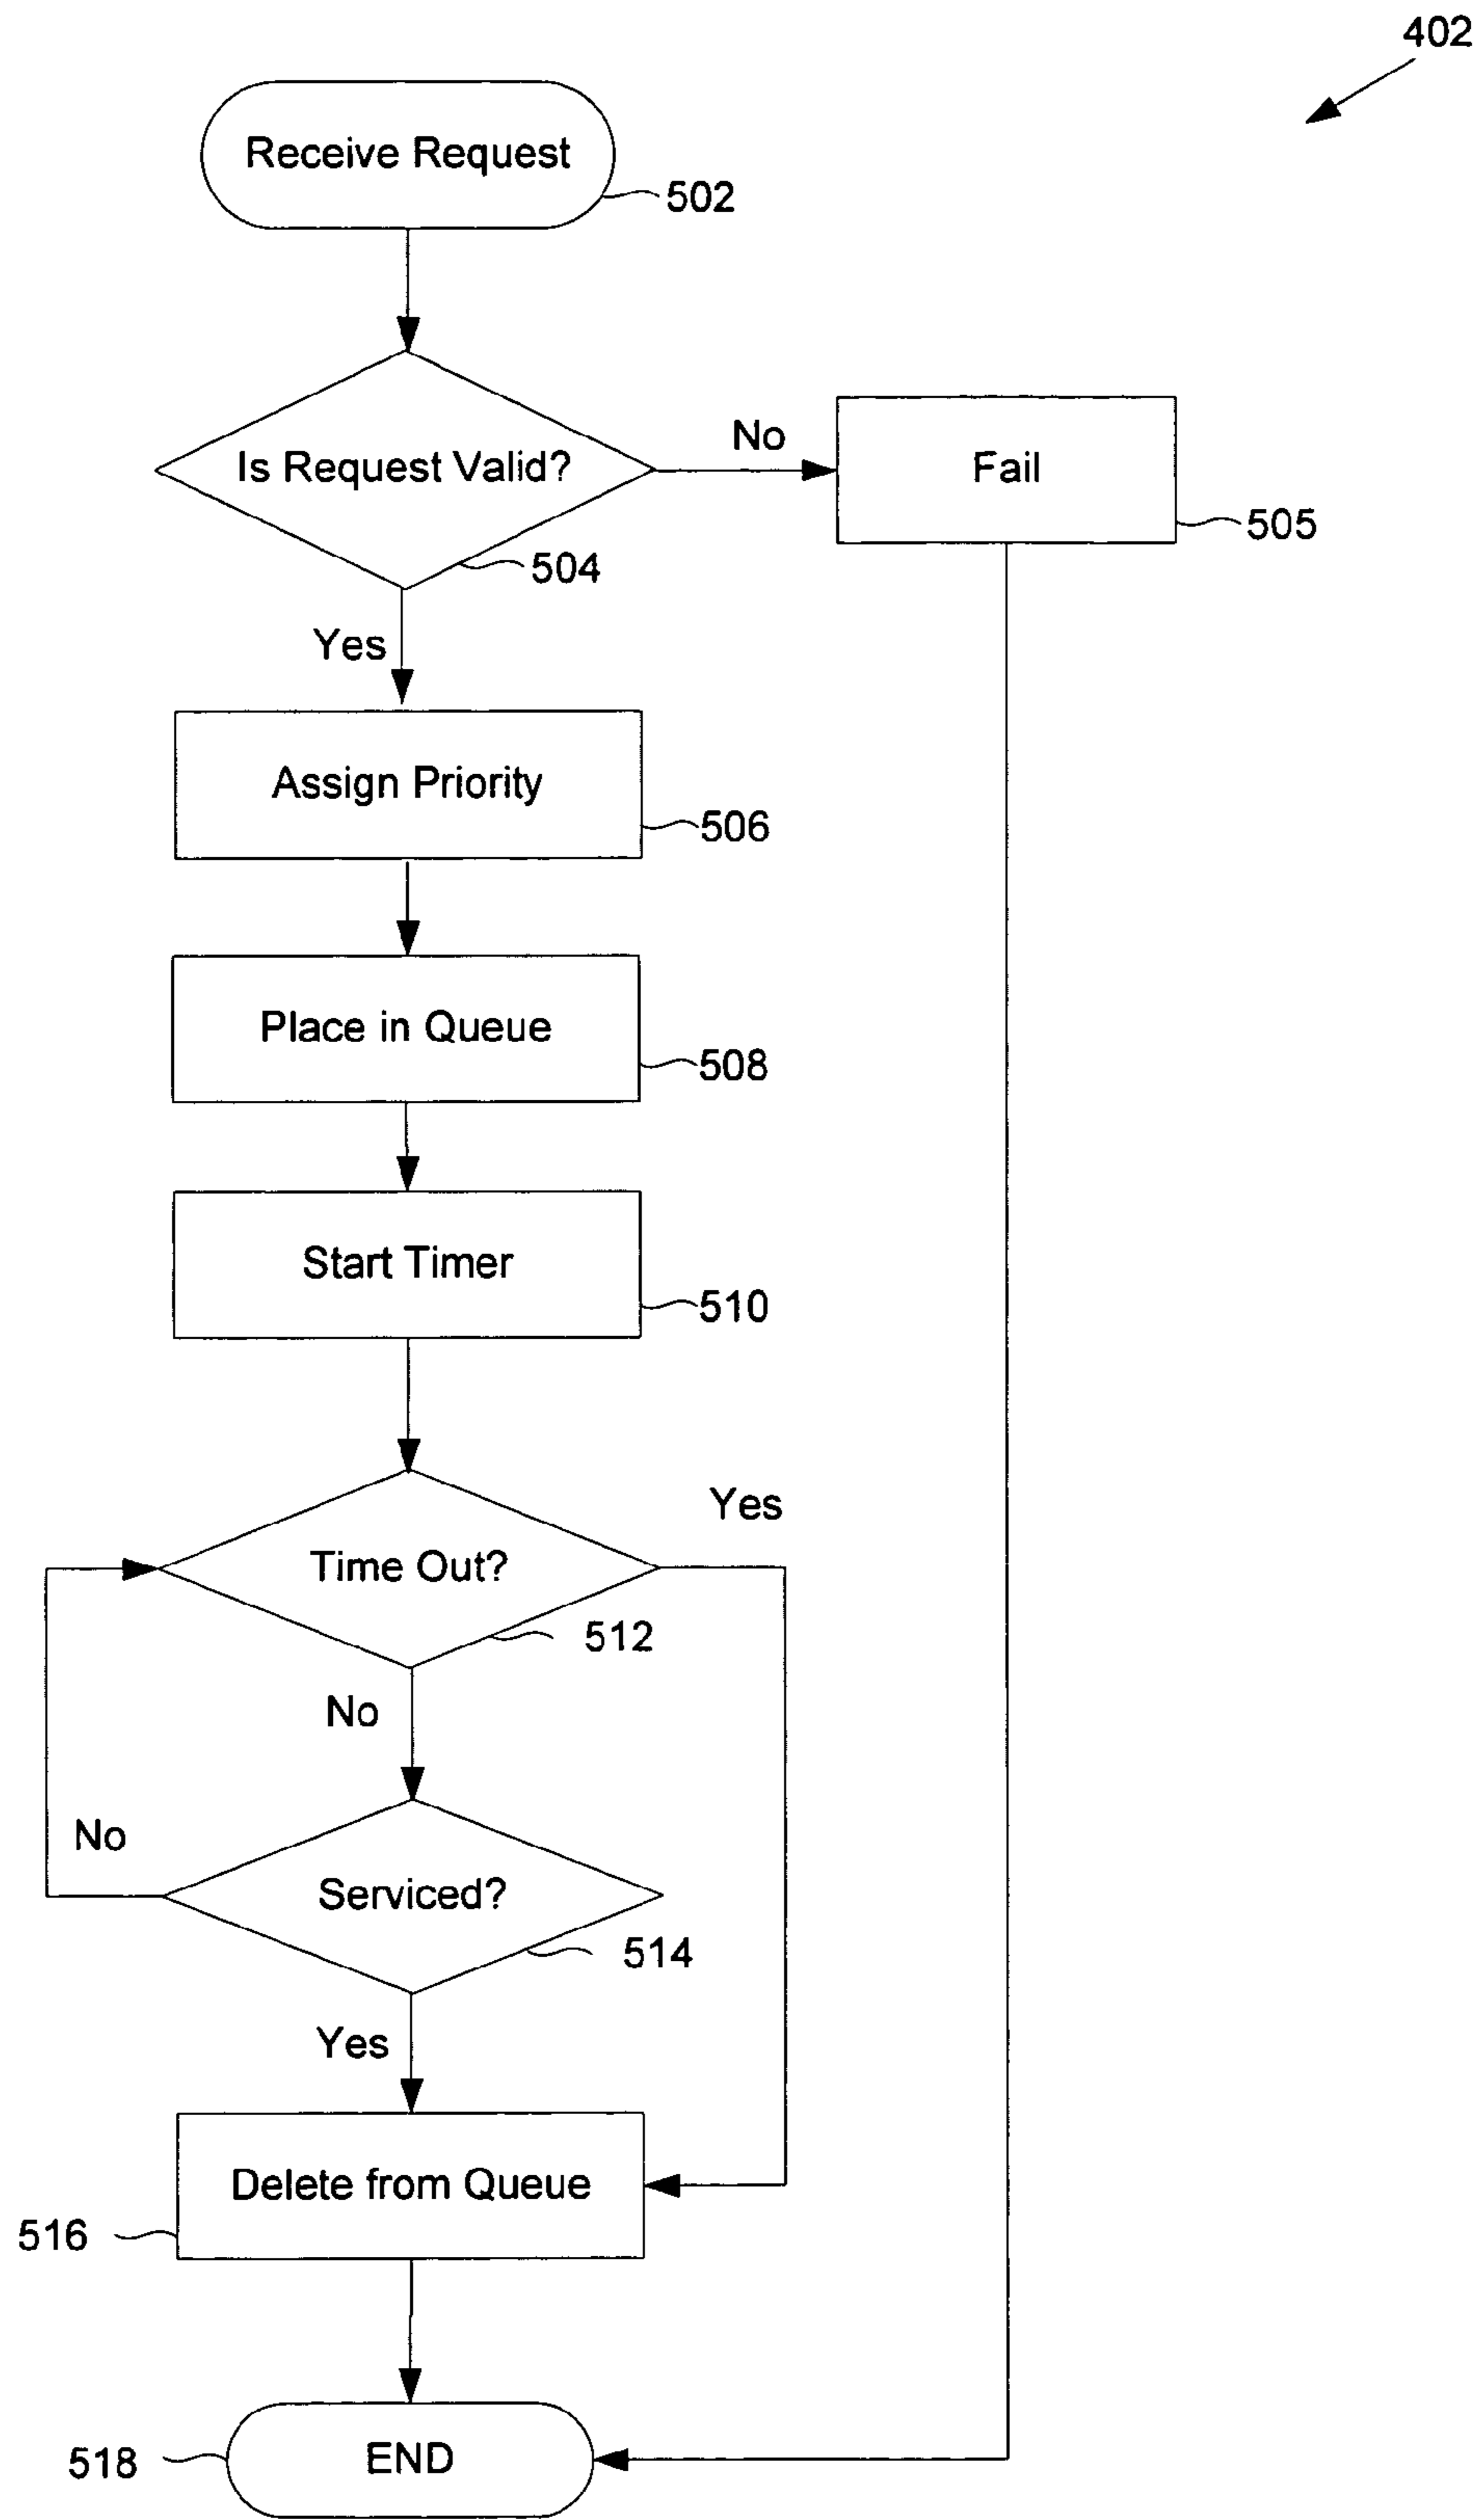 402
Receive Request
502
Is Request Valid?
504
No
Fail
505
Yes
Assign Priority
506
Place in Queue
508
Start Timer
510
Time Out?
512
Yes
No
Serviced?
514
No
Yes
Delete from Queue
516
END
518